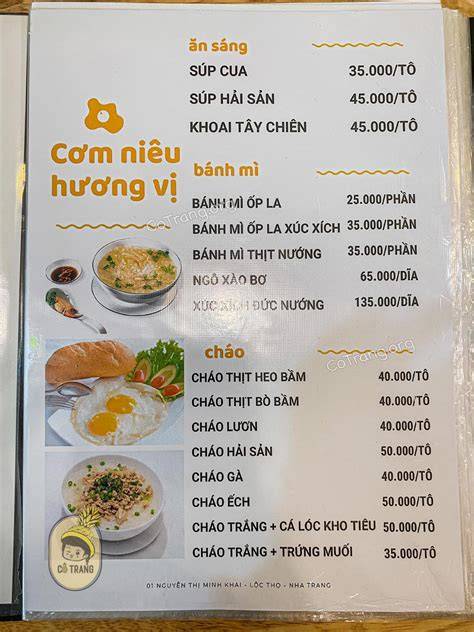 ăn sáng
SÚP CUA 35.000/TÔ
SÚP HẢI SẢN 45.000/TÔ
KHOAI TÂY CHIÊN 45.000/TÔ
Cơm niêu
hương vị
bánh mì
BÁNH MÌ ỐP LA 25.000/PHẦN
BÁNH MÌ ỐP LA XÚC XÍCH 35.000/PHẦN
BÁNH MÌ THỊT NƯỚNG 35.000/PHẦN
NGÔ XÀO BƠ 65.000/DĨA
XÚC XÍCH ĐỨC NƯỚNG 135.000/DĨA
CoTrang.org
CoTrang.org
cháo
CHÁO THỊT HEO BẰM 40.000/TÔ
CHÁO THỊT BÒ BẰM 40.000/TÔ
CHÁO LƯƠN 40.000/TÔ
CHÁO HẢI SẢN 50.000/TÔ
CHÁO GÀ 40.000/TÔ
CHÁO ẾCH 50.000/TÔ
CHÁO TRẮNG + CÁ LÓC KHO TIÊU 50.000/TÔ
CHÁO TRẮNG + TRỨNG MUỐI 35.000/TÔ
CÔ TRANG
01 NGUYỄN THỊ MINH KHAI - LỘC THỌ - NHA TRANG